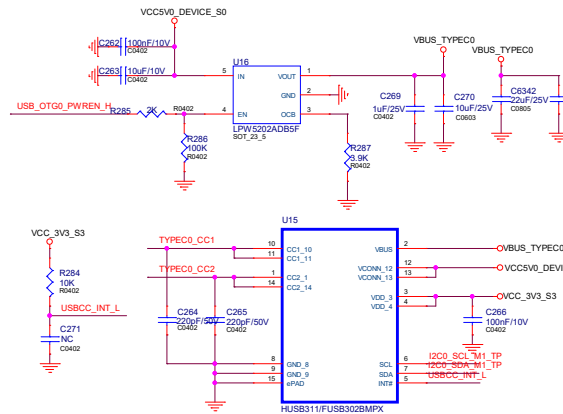 VCC5V0_DEVICE_S0
C262 100nF/10V
C0402
C263 10uF/10V
C0402
U16
5 IN VOUT 1
GND 2
4 EN OCB 3
LPW5202ADB5F
SOT_23_5
USB_OTG0_PWREN_H
R285 2K R0402
R286
100K
R0402
R287
3.9K
R0402
VBUS_TYPEC0
C269
1uF/25V
C0402
C270
10uF/25V
C0603
VBUS_TYPEC0
C6342
22uF/25V
C0805
VCC_3V3_S3
R284
10K
R0402
USBCC_INT_L
C271
NC
C0402
TYPEC0_CC1
TYPEC0_CC2
C264
220pF/50V
C0402
C265
220pF/50V
C0402
U15
10 CC1_10
11 CC1_11
1 CC2_1
14 CC2_14
8 GND_8
9 GND_9
15 ePAD
VBUS 2 VBUS_TYPEC0
VCONN_12 12 VCC5V0_DEVI
VCONN_13 13
VDD_3 3 VCC_3V3_S3
VDD_4 4
C266
100nF/10V
C0402
SCL 6 I2C0_SCL_M1_TP
SDA 7 I2C0_SDA_M1_TP
INT# 5 USBCC_INT_L
HUSB311/FUSB302BMPX